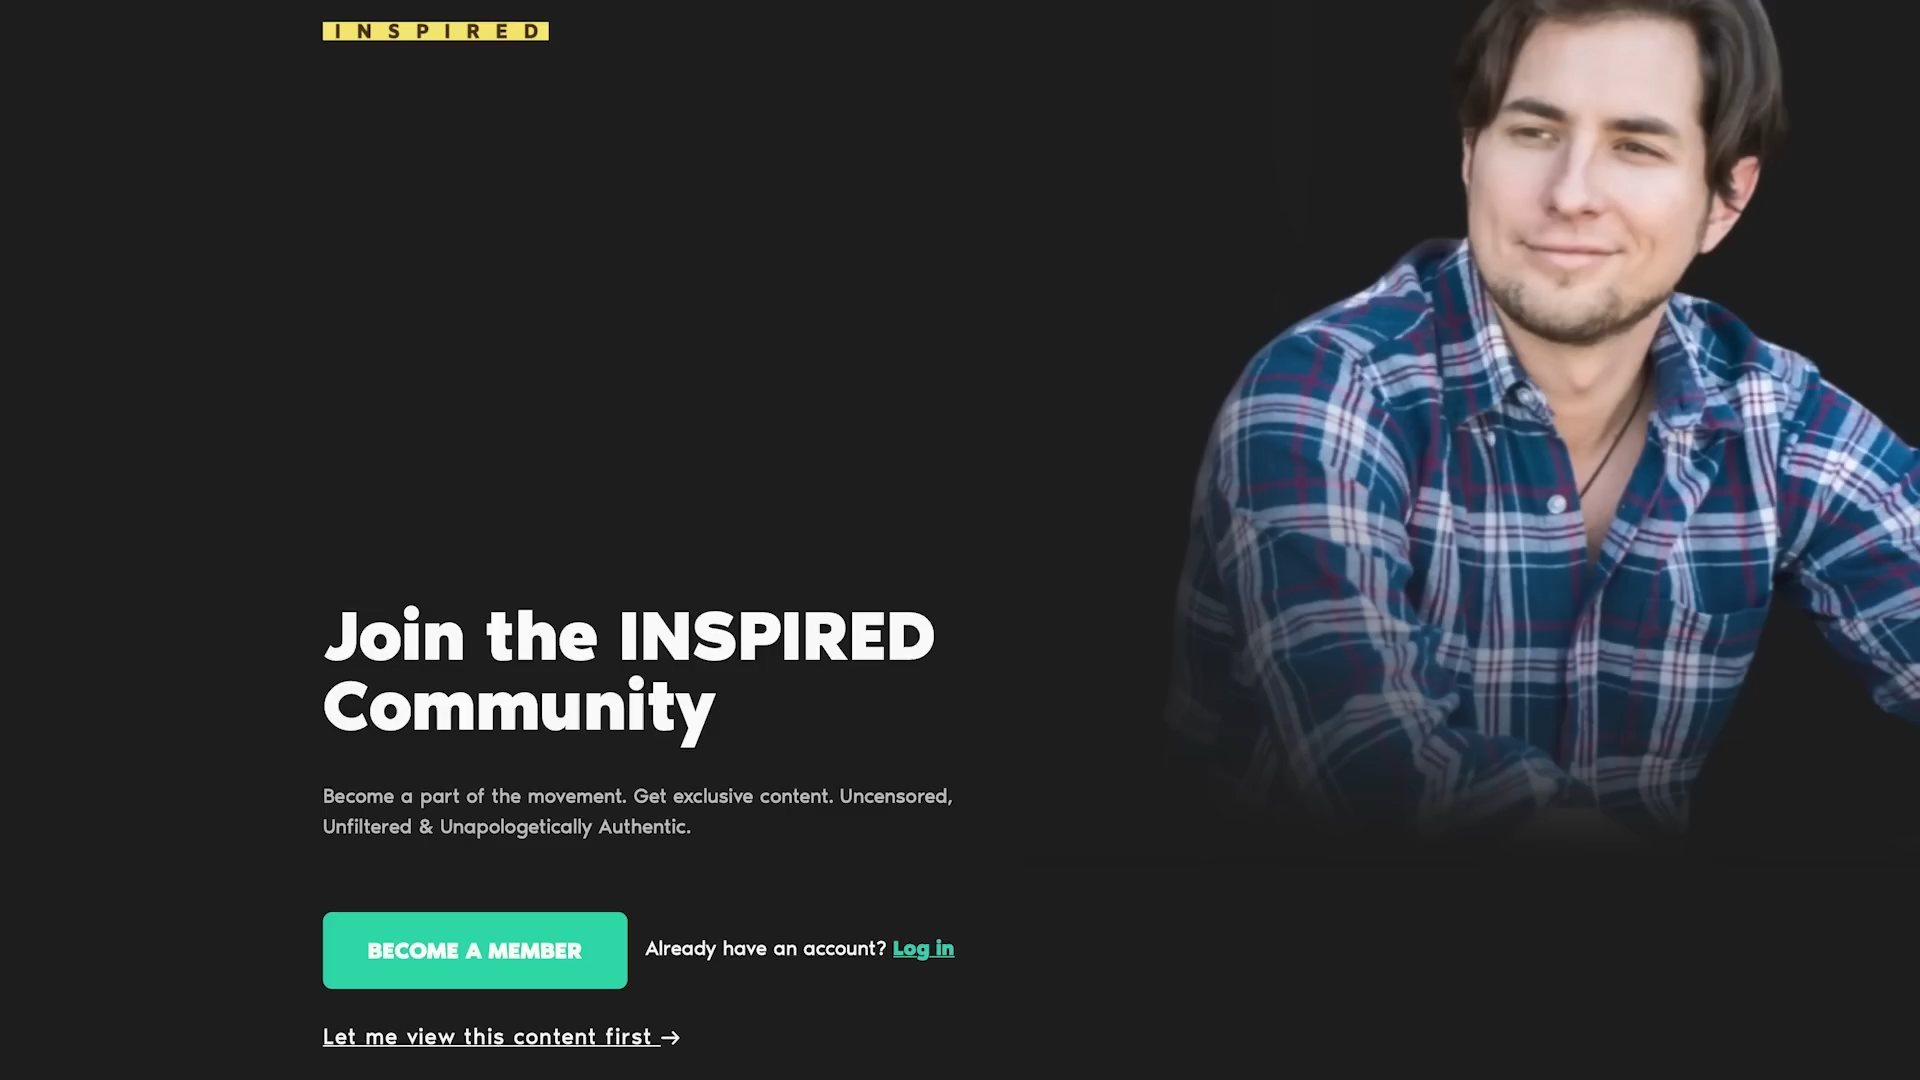 INSPIRED
Join the INSPIRED
Community
Become a part of the movement. Get exclusive content. Uncensored,
Unfiltered & Unapologetically Authentic.
BECOME A MEMBER
Already have an account? Log in
Let me view this content first →